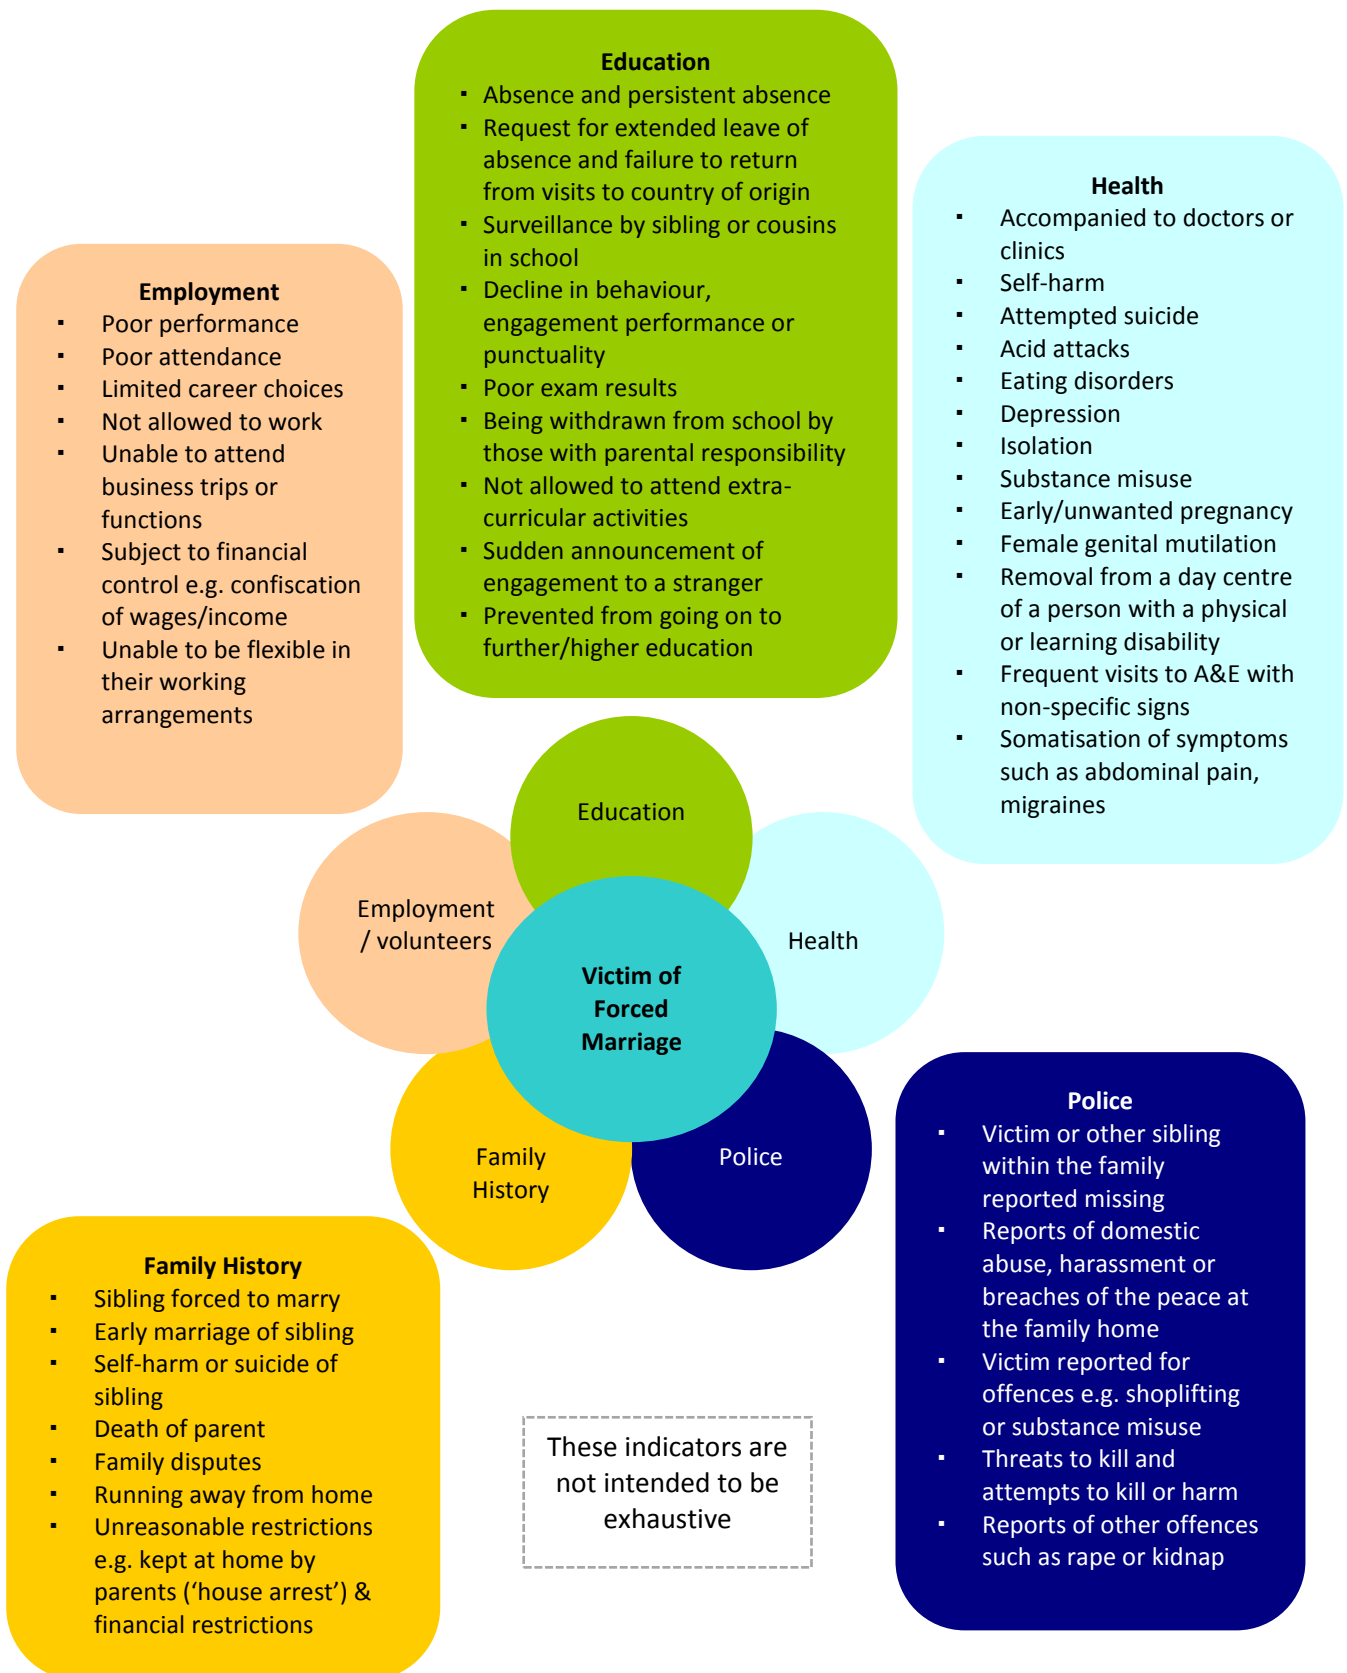 Education
▪ Absence and persistent absence
▪ Request for extended leave of
absence and failure to return
from visits to country of origin
▪ Surveillance by sibling or cousins
in school
▪ Decline in behaviour,
engagement performance or
punctuality
▪ Poor exam results
▪ Being withdrawn from school by
those with parental responsibility
▪ Not allowed to attend extra-
curricular activities
▪ Sudden announcement of
engagement to a stranger
▪ Prevented from going on to
further/higher education
Health
▪ Accompanied to doctors or
clinics
▪ Self-harm
▪ Attempted suicide
▪ Acid attacks
▪ Eating disorders
▪ Depression
▪ Isolation
▪ Substance misuse
▪ Early/unwanted pregnancy
▪ Female genital mutilation
▪ Removal from a day centre
of a person with a physical
or learning disability
▪ Frequent visits to A&E with
non-specific signs
▪ Somatisation of symptoms
such as abdominal pain,
migraines
Employment
▪ Poor performance
▪ Poor attendance
▪ Limited career choices
▪ Not allowed to work
▪ Unable to attend
business trips or
functions
▪ Subject to financial
control e.g. confiscation
of wages/income
▪ Unable to be flexible in
their working
arrangements
Education
Employment
/ volunteers
Health
Victim of
Forced
Marriage
Family
History
Police
Police
▪ Victim or other sibling
within the family
reported missing
▪ Reports of domestic
abuse, harassment or
breaches of the peace at
the family home
▪ Victim reported for
offences e.g. shoplifting
or substance misuse
▪ Threats to kill and
attempts to kill or harm
▪ Reports of other offences
such as rape or kidnap
Family History
▪ Sibling forced to marry
▪ Early marriage of sibling
▪ Self-harm or suicide of
sibling
▪ Death of parent
▪ Family disputes
▪ Running away from home
▪ Unreasonable restrictions
e.g. kept at home by
parents (‘house arrest’) &
financial restrictions
These indicators are
not intended to be
exhaustive